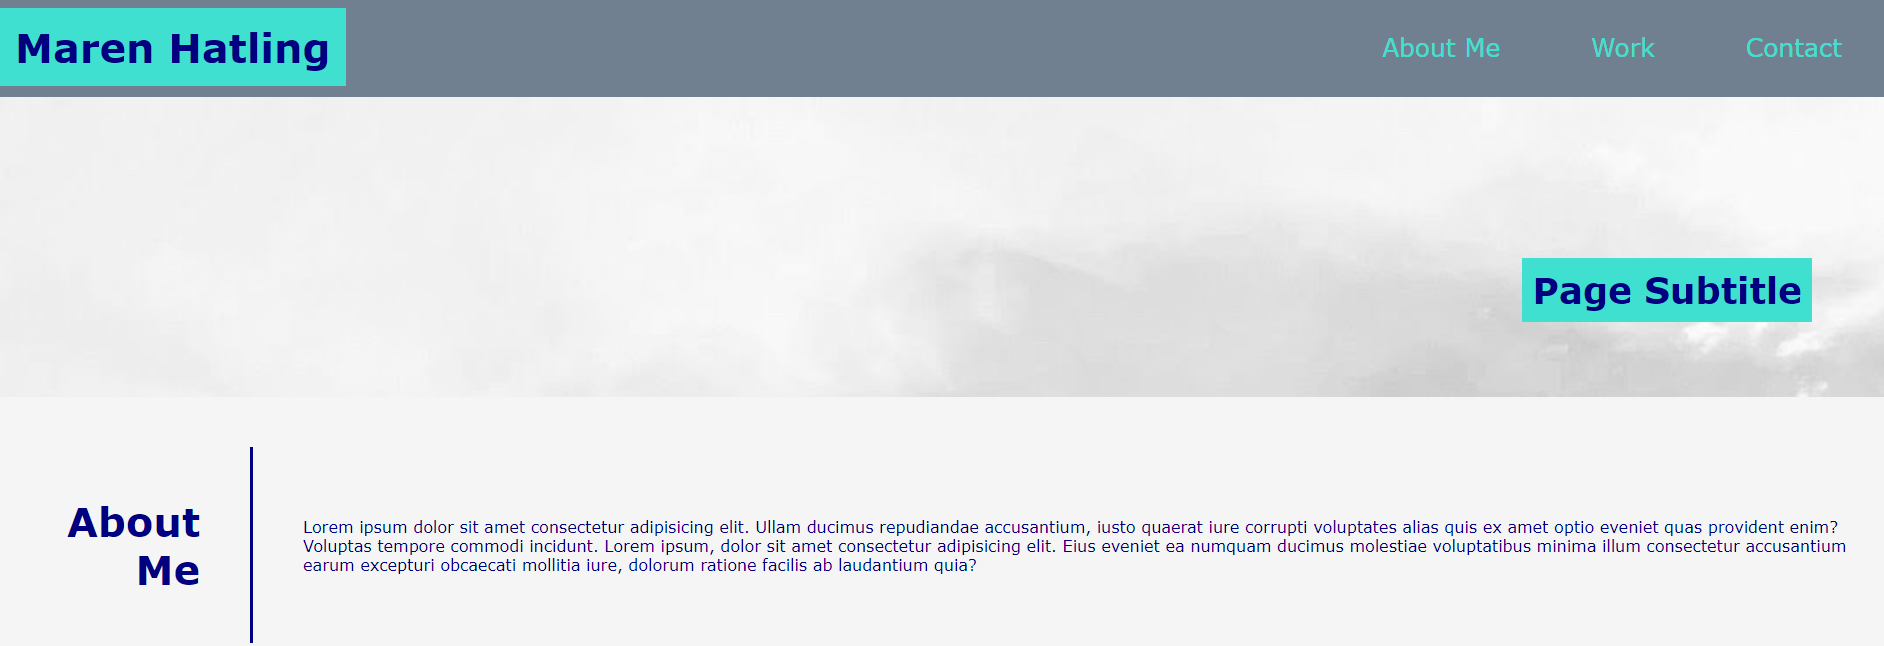 Maren Hatling
About Me
Work
Contact
Page Subtitle
About
Me
Lorem ipsum dolor sit amet consectetur adipisicing elit. Ullam ducimus repudiandae accusantium, iusto quaerat iure corrupti voluptates alias quis ex amet optio eveniet quas provident enim?
Voluptas tempore commodi incidunt. Lorem ipsum, dolor sit amet consectetur adipisicing elit. Eius eveniet ea numquam ducimus molestiae voluptatibus minima illum consectetur accusantium
earum excepturi obcaecati mollitia iure, dolorum ratione facilis ab laudantium quia?